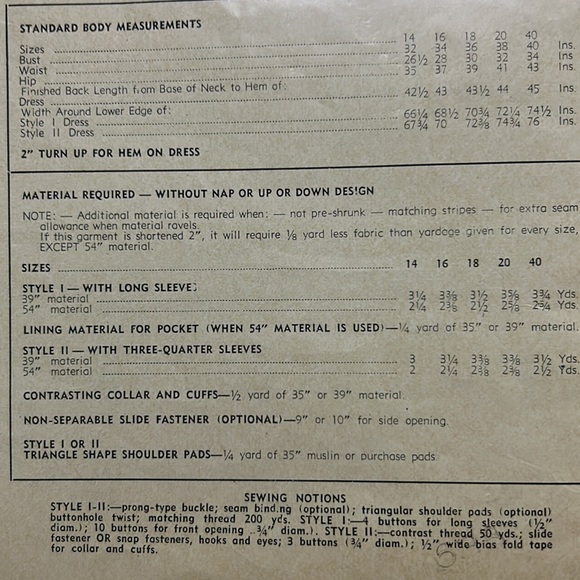 STANDARD BODY MEASUREMENTS
Sizes 14 16 18 20 40
Bust 32 34 36 38 40 Ins.
Waist 26½ 28 30 32 34 Ins
Hip 35 37 39 41 43 Ins.
Finished Back Length from Base of Neck to Hem of:
Dress 42½ 43 43½ 44 45 Ins.
Width Around Lower Edge of:
Style I Dress 66¼ 68½ 70¾ 72¼ 74½ Ins.
Style II Dress 67¾ 70 72⅜ 74¾ 76 Ins.
2" TURN UP FOR HEM ON DRESS
MATERIAL REQUIRED — WITHOUT NAP OR UP OR DOWN DESIGN
NOTE: — Additional material is required when: — not pre-shrunk — matching stripes — for extra seam
allowance when material ravels.
If this garment is shortened 2", it will require ⅛ yard less fabric than yardage given for every size,
EXCEPT 54" material.
SIZES 14 16 18 20 40
STYLE I — WITH LONG SLEEVE:
39" material 3¼ 3⅜ 3½ 3⅝ 3¾ Yds.
54" material 2¼ 2⅜ 2½ 2⅝ 2¾ Yds.
LINING MATERIAL FOR POCKET (WHEN 54" MATERIAL IS USED)—¼ yard of 35" or 39" material.
STYLE II — WITH THREE-QUARTER SLEEVES
39" material 3 3¼ 3⅜ 3⅜ 3½ Yds.
54" material 2 2¼ 2⅜ 2⅜ 2½ Yds.
CONTRASTING COLLAR AND CUFFS—½ yard of 35" or 39" material.
NON-SEPARABLE SLIDE FASTENER (OPTIONAL)—9" or 10" for side opening.
STYLE I OR II
TRIANGLE SHAPE SHOULDER PADS—¼ yard of 35" muslin or purchase pads.
SEWING NOTIONS
STYLE I-II:—prong-type buckle; seam binding (optional); triangular shoulder pads (optional)
buttonhole twist; matching thread 200 yds. STYLE I:—4 buttons for long sleeves (½"
diam.); 10 buttons for front opening ¾" diam.). STYLE II:—contrast thread 50 yds.; slide
fastener OR snap fasteners, hooks and eyes; 3 buttons (¾" diam.); ½" wide bias fold tape
for collar and cuffs.